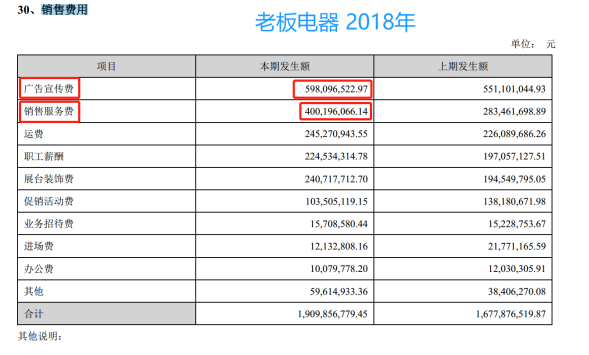 30、销售费用
老板电器 2018年
单位： 元
项目 本期发生额 上期发生额
广告宣传费 598,096,522.97 551,101,044.93
销售服务费 400,196,066.14 283,461,698.89
运费 245,270,943.55 226,089,686.26
职工薪酬 224,534,314.78 197,057,127.51
展台装饰费 240,717,712.70 194,549,795.05
促销活动费 103,505,119.15 138,180,671.98
业务招待费 15,708,580.44 15,228,753.67
进场费 12,132,808.16 21,771,165.59
办公费 10,079,778.20 12,030,305.91
其他 59,614,933.36 38,406,270.08
合计 1,909,856,779.45 1,677,876,519.87
其他说明：